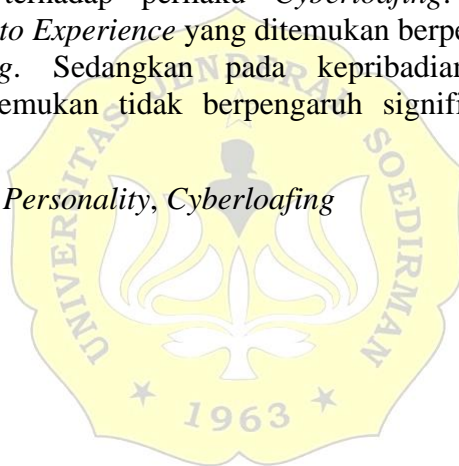 terhadap perilaku Cyberloafing.
to Experience yang ditemukan berpe
g. Sedangkan pada kepribadian
emukan tidak berpengaruh signifi
Personality, Cyberloafing
UNIVERSITAS JENDERAL SOEDIRMAN
★ 1963 ★